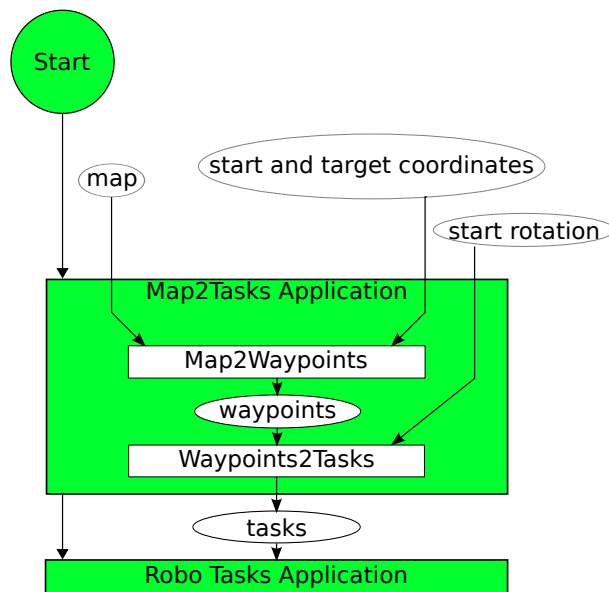 Start
map
start and target coordinates
start rotation
Map2Tasks Application
Map2Waypoints
waypoints
Waypoints2Tasks
tasks
Robo Tasks Application